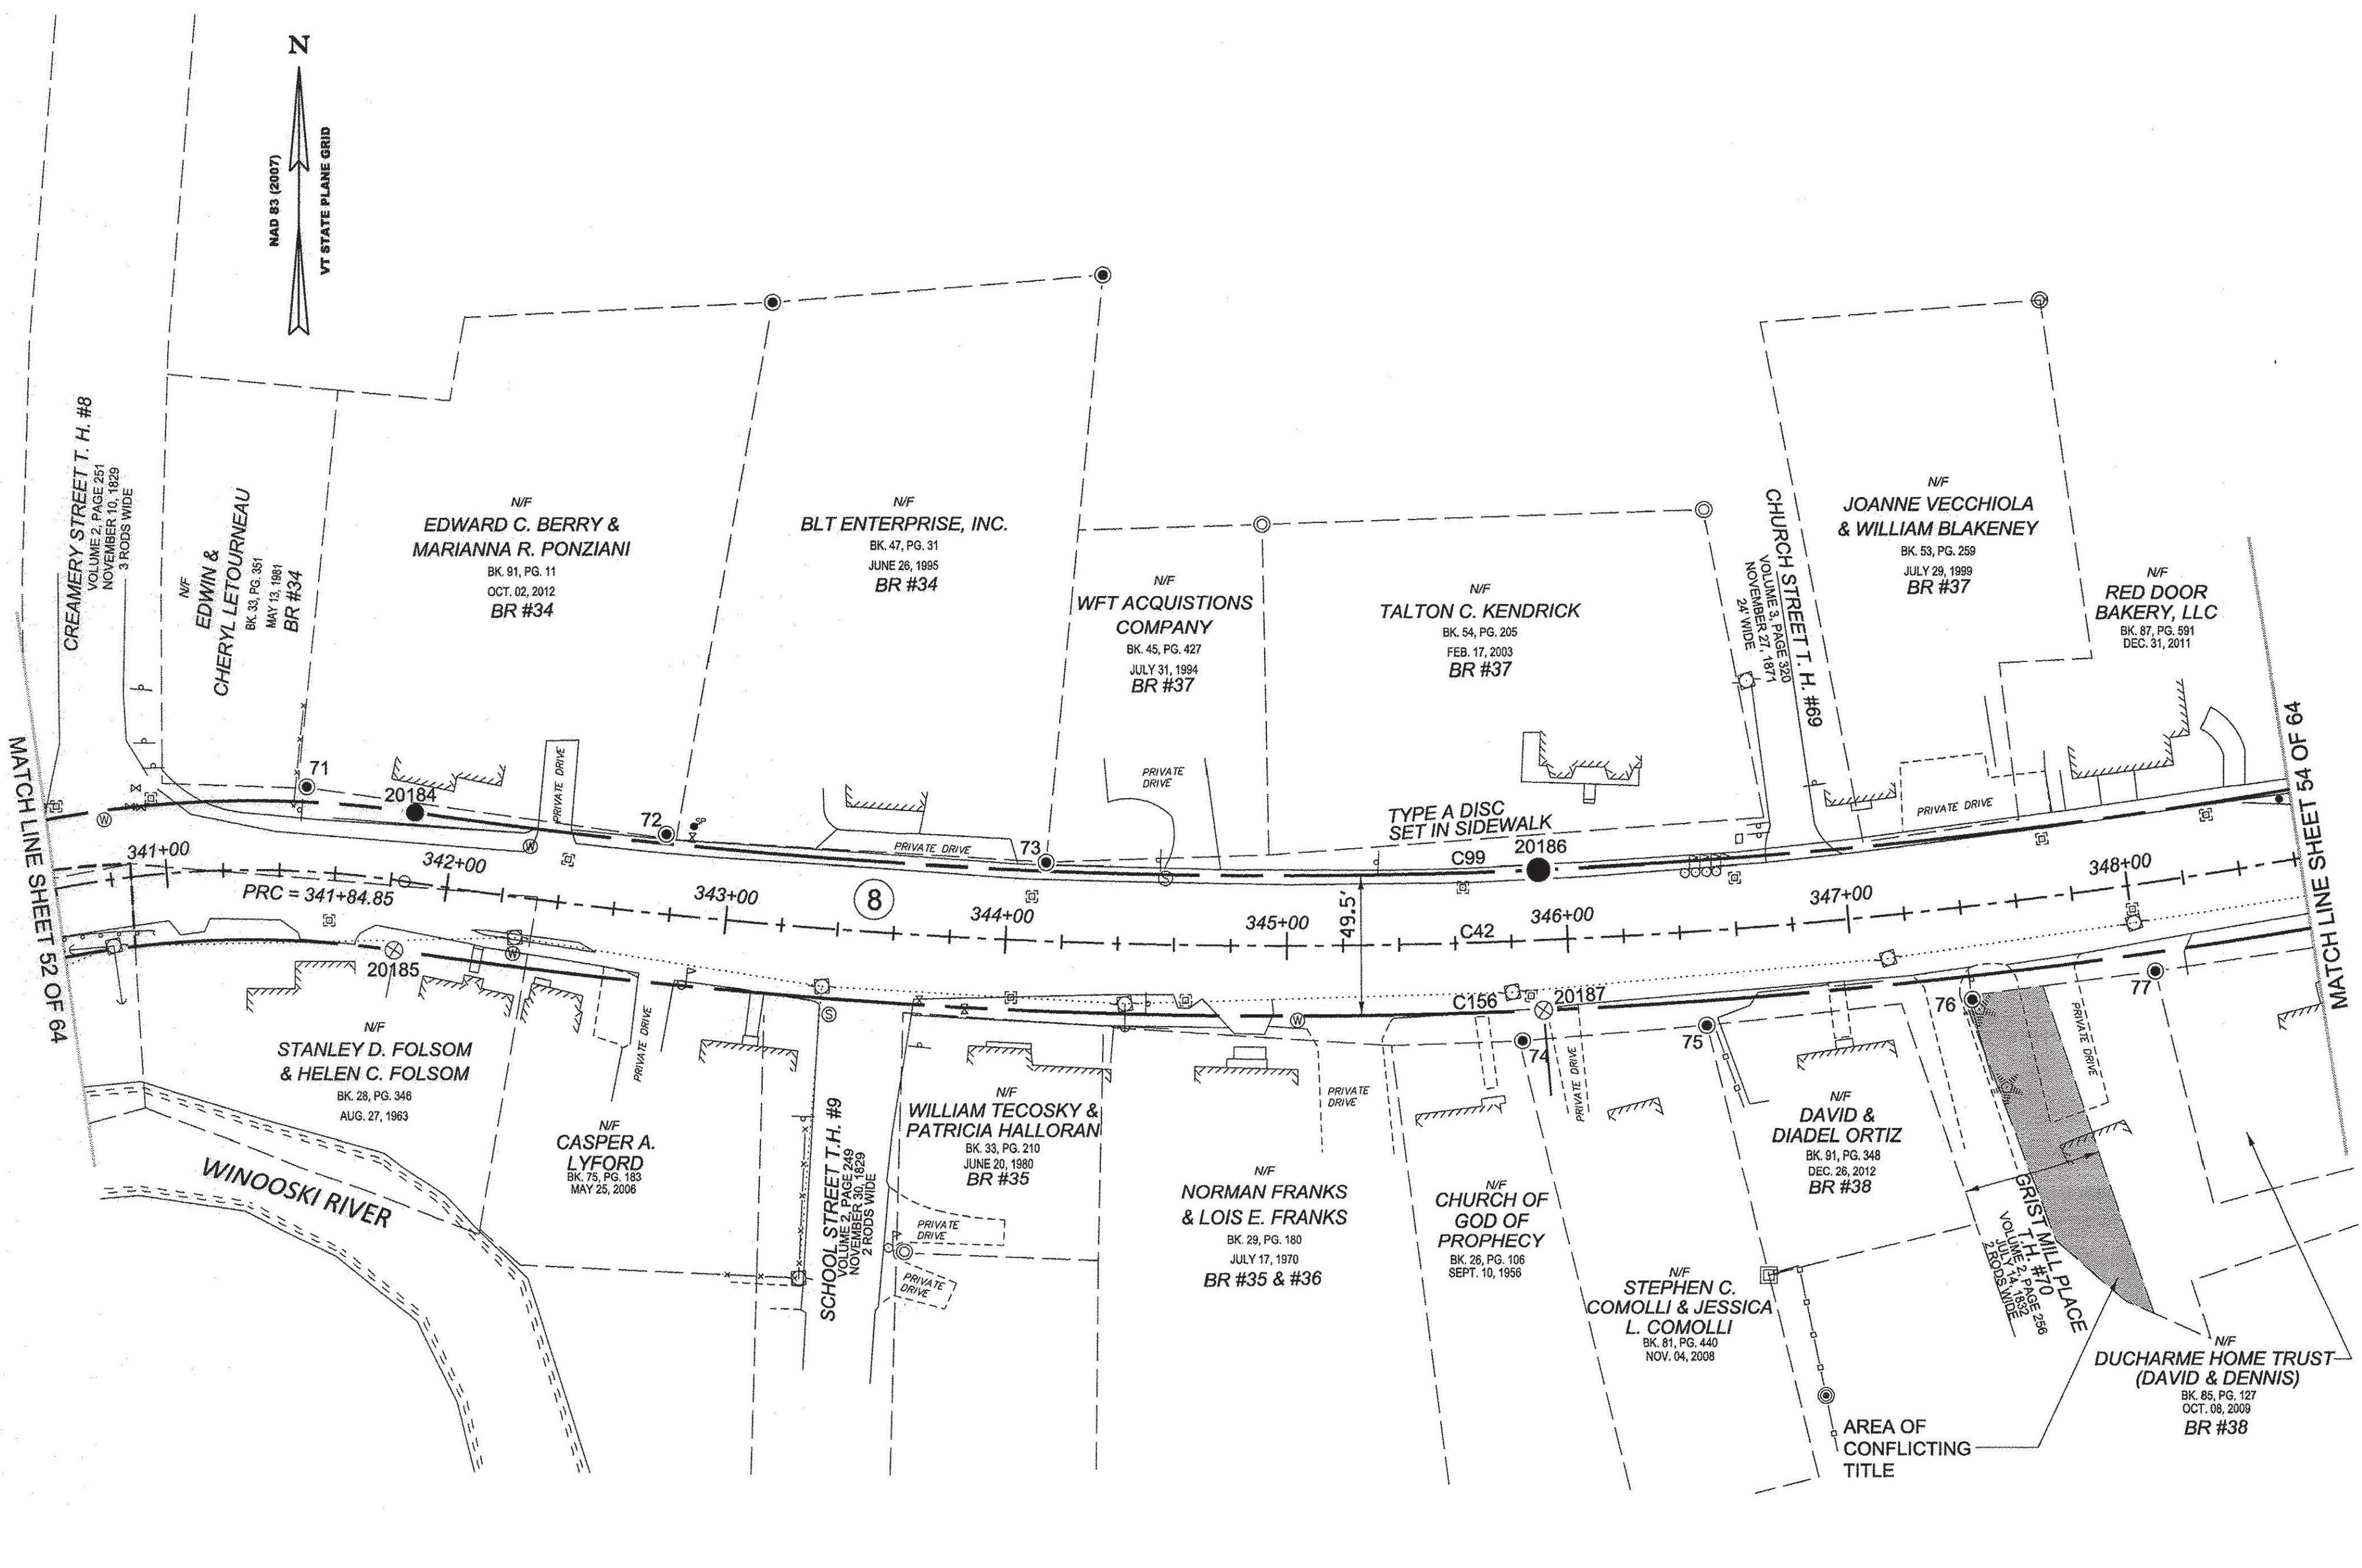 N
NAD 83 (2007)
VT STATE PLANE GRID
CREAMERY STREET T. H. #8
VOLUME 2, PAGE 251
NOVEMBER 10, 1829
3 RODS WIDE
N/F
EDWIN &
CHERYL LETOURNEAU
BK. 33, PG. 351
MAY 13, 1981
BR #34
N/F
EDWARD C. BERRY &
MARIANNA R. PONZIANI
BK. 91, PG. 11
OCT. 02, 2012
BR #34
N/F
BLT ENTERPRISE, INC.
BK. 47, PG. 31
JUNE 26, 1995
BR #34
N/F
WFT ACQUISTIONS
COMPANY
BK. 45, PG. 427
JULY 31, 1994
BR #37
N/F
TALTON C. KENDRICK
BK. 54, PG. 205
FEB. 17, 2003
BR #37
CHURCH STREET T. H. #69
VOLUME 3, PAGE 320
NOVEMBER 27, 1871
24' WIDE
N/F
JOANNE VECCHIOLA
& WILLIAM BLAKENEY
BK. 53, PG. 259
JULY 29, 1999
BR #37
N/F
RED DOOR
BAKERY, LLC
BK. 87, PG. 591
DEC. 31, 2011
MATCH LINE SHEET 52 OF 64
MATCH LINE SHEET 54 OF 64
71
20184
PRIVATE DRIVE
72
SP
PRIVATE DRIVE
73
PRIVATE
DRIVE
TYPE A DISC
SET IN SIDEWALK
C99
20186
PRIVATE DRIVE
W
W
S
341+00
342+00
343+00
344+00
345+00
346+00
347+00
348+00
PRC = 341+84.85
8
49.5'
C42
C156
20185
20187
W
S
W
74
75
76
77
PRIVATE DRIVE
PRIVATE
DRIVE
PRIVATE DRIVE
PRIVATE DRIVE
N/F
STANLEY D. FOLSOM
& HELEN C. FOLSOM
BK. 28, PG. 346
AUG. 27, 1963
WINOOSKI RIVER
N/F
CASPER A.
LYFORD
BK. 75, PG. 183
MAY 25, 2006
SCHOOL STREET T.H. #9
VOLUME 2, PAGE 249
NOVEMBER 30, 1829
2 RODS WIDE
N/F
WILLIAM TECOSKY &
PATRICIA HALLORAN
BK. 33, PG. 210
JUNE 20, 1980
BR #35
PRIVATE
DRIVE
PRIVATE
DRIVE
N/F
NORMAN FRANKS
& LOIS E. FRANKS
BK. 29, PG. 180
JULY 17, 1970
BR #35 & #36
N/F
CHURCH OF
GOD OF
PROPHECY
BK. 26, PG. 106
SEPT. 10, 1956
N/F
STEPHEN C.
COMOLLI & JESSICA
L. COMOLLI
BK. 81, PG. 440
NOV. 04, 2008
N/F
DAVID &
DIADEL ORTIZ
BK. 91, PG. 348
DEC. 26, 2012
BR #38
GRIST MILL PLACE
T.H. #70
VOLUME 2, PAGE 256
JULY 14, 1832
2 RODS WIDE
N/F
DUCHARME HOME TRUST
(DAVID & DENNIS)
BK. 85, PG. 127
OCT. 08, 2009
BR #38
AREA OF
CONFLICTING
TITLE